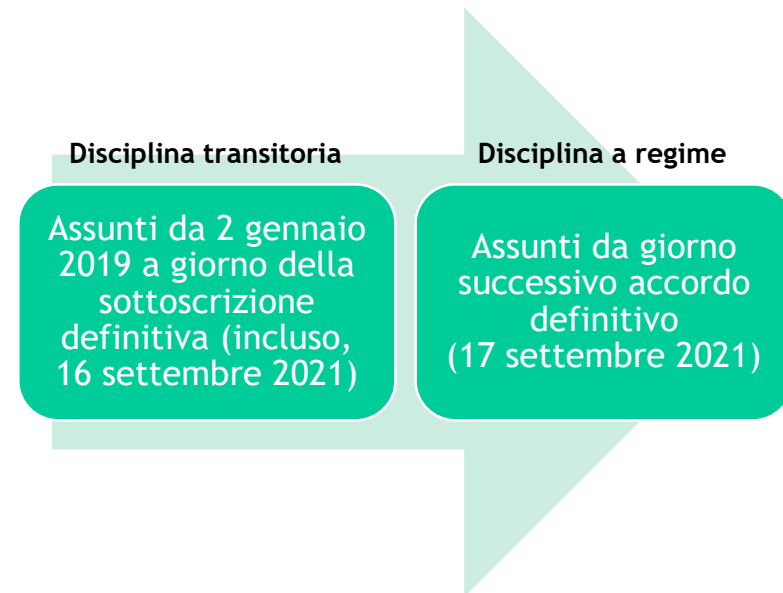 Disciplina transitoria
Assunti da 2 gennaio
2019 a giorno della
sottoscrizione
definitiva (incluso,
16 settembre 2021)
Disciplina a regime
Assunti da giorno
successivo accordo
definitivo
(17 settembre 2021)